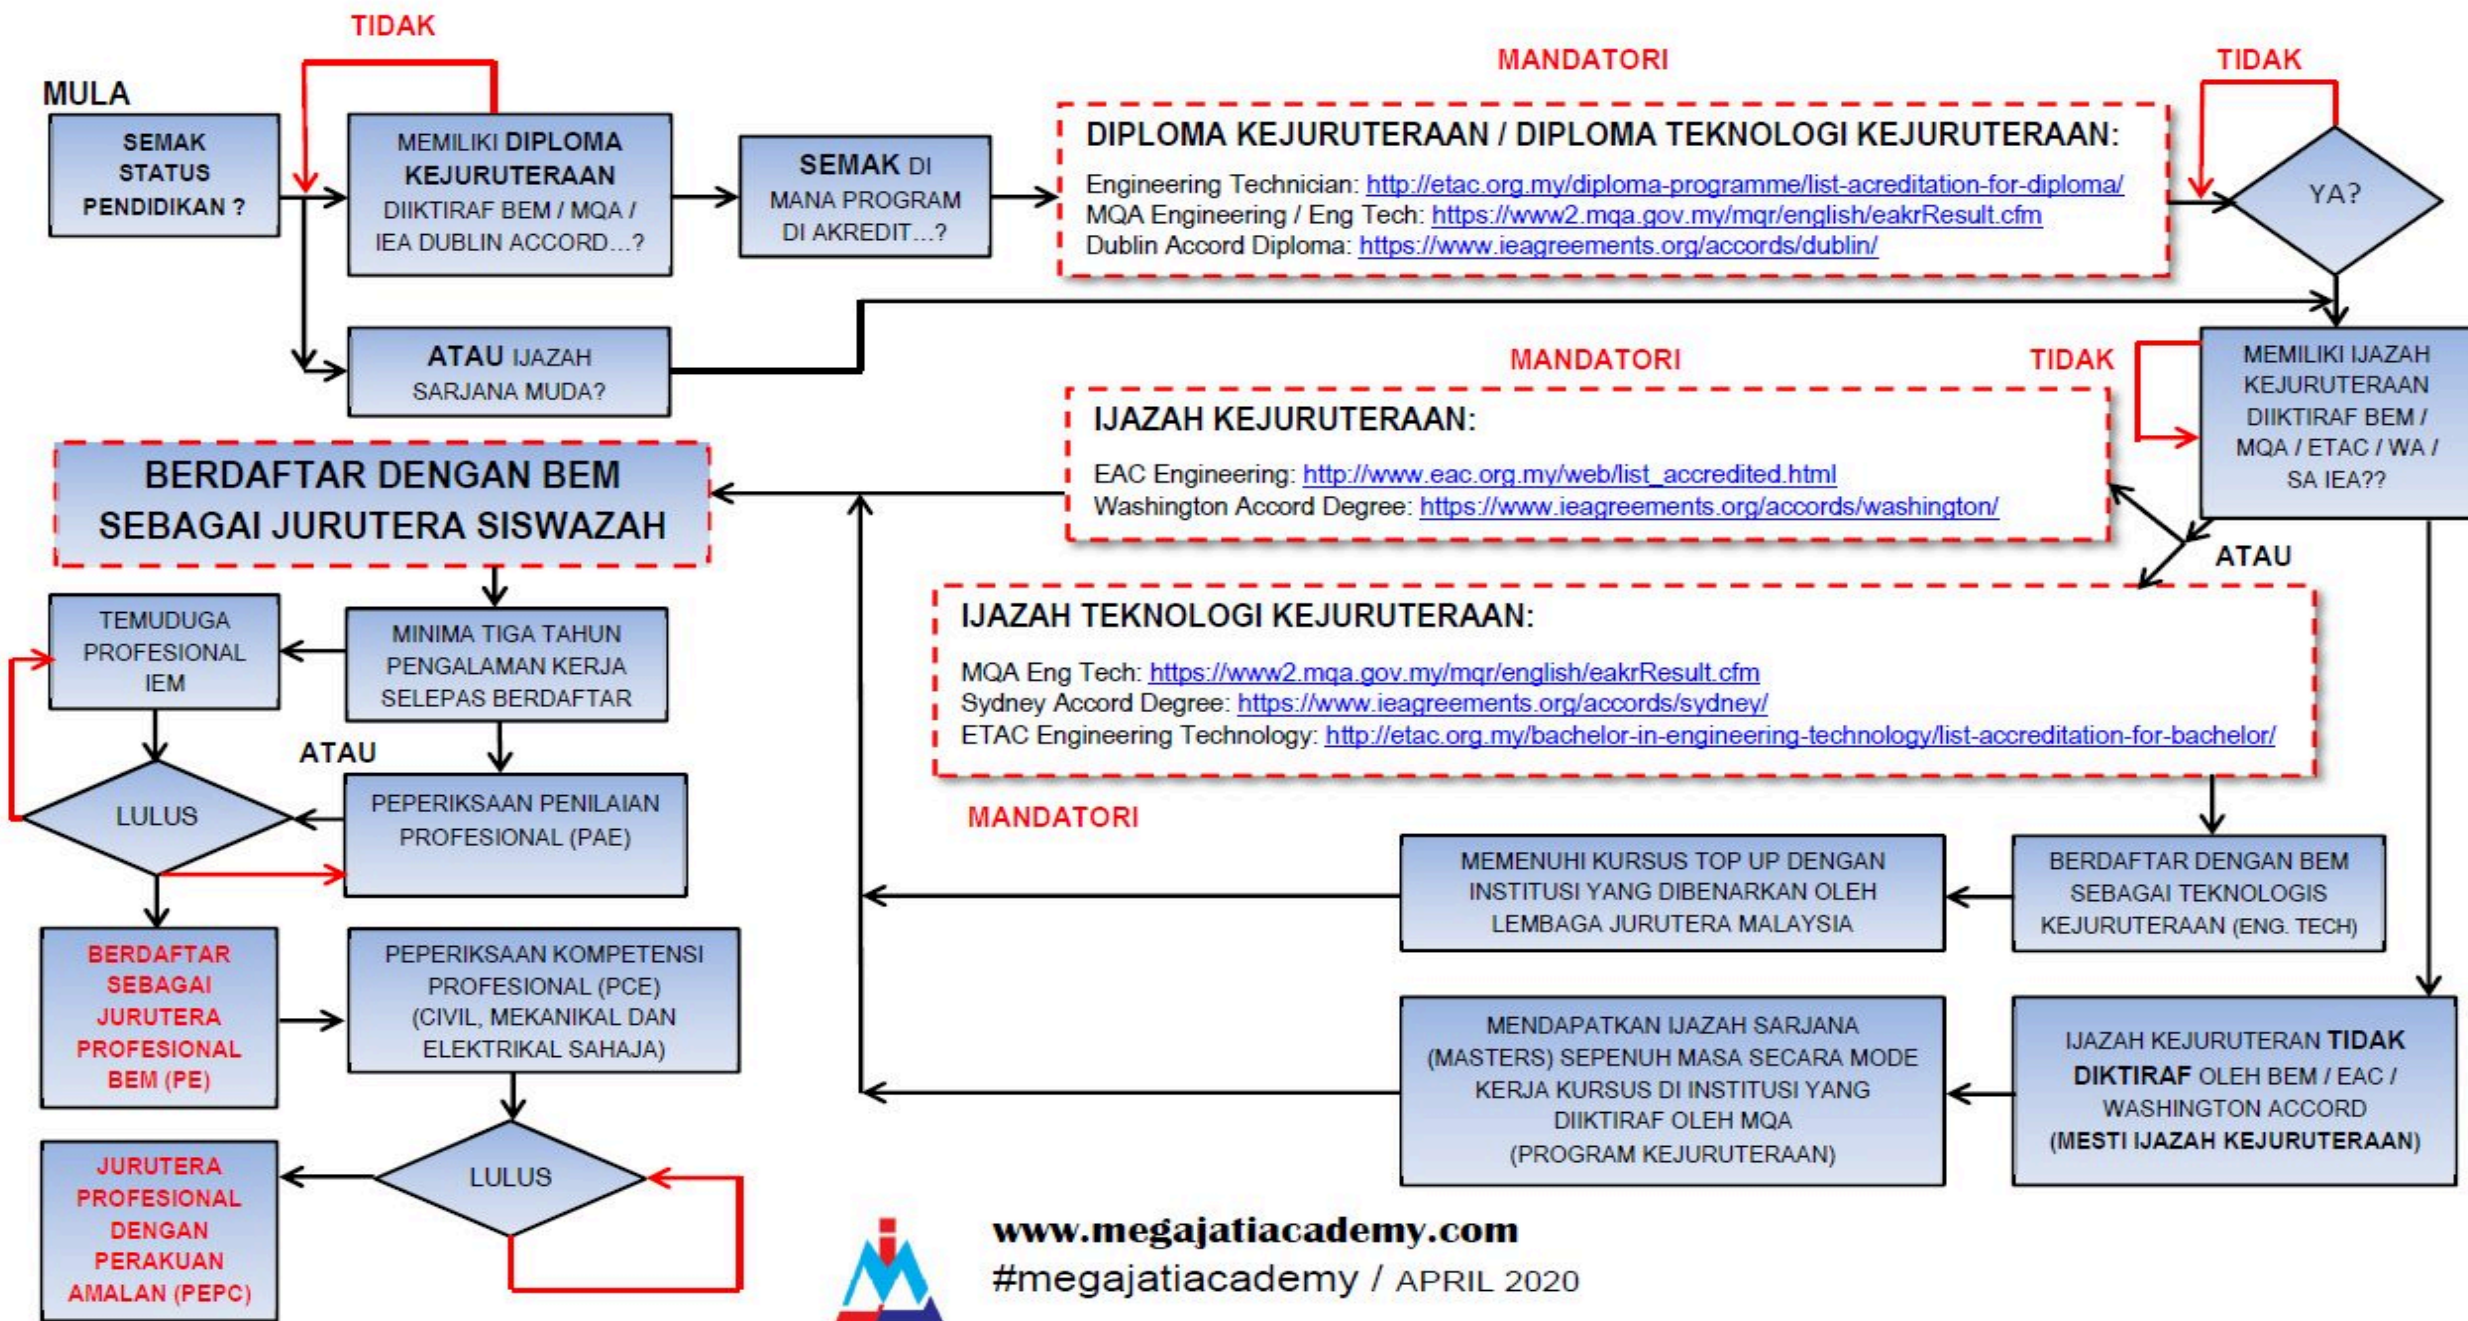 TIDAK
MANDATORI
TIDAK
MULA
SEMAK
STATUS
PENDIDIKAN ?
MEMILIKI DIPLOMA
KEJURUTERAAN
DIIKTIRAF BEM / MQA /
IEA DUBLIN ACCORD...?
SEMAK DI
MANA PROGRAM
DI AKREDIT...?
DIPLOMA KEJURUTERAAN / DIPLOMA TEKNOLOGI KEJURUTERAAN:
Engineering Technician: http://etac.org.my/diploma-programme/list-acreditation-for-diploma/
MQA Engineering / Eng Tech: https://www2.mqa.gov.my/mqr/english/eakrResult.cfm
Dublin Accord Diploma: https://www.ieagreements.org/accords/dublin/
YA?
ATAU IJAZAH
SARJANA MUDA?
MANDATORI
TIDAK
MEMILIKI IJAZAH
KEJURUTERAAN
DIIKTIRAF BEM /
MQA / ETAC / WA /
SA IEA??
IJAZAH KEJURUTERAAN:
EAC Engineering: http://www.eac.org.my/web/list_accredited.html
Washington Accord Degree: https://www.ieagreements.org/accords/washington/
ATAU
BERDAFTAR DENGAN BEM
SEBAGAI JURUTERA SISWAZAH
IJAZAH TEKNOLOGI KEJURUTERAAN:
MQA Eng Tech: https://www2.mqa.gov.my/mqr/english/eakrResult.cfm
Sydney Accord Degree: https://www.ieagreements.org/accords/sydney/
ETAC Engineering Technology: http://etac.org.my/bachelor-in-engineering-technology/list-accreditation-for-bachelor/
MANDATORI
TEMUDUGA
PROFESIONAL
IEM
MINIMA TIGA TAHUN
PENGALAMAN KERJA
SELEPAS BERDAFTAR
ATAU
LULUS
PEPERIKSAAN PENILAIAN
PROFESIONAL (PAE)
MEMENUHI KURSUS TOP UP DENGAN
INSTITUSI YANG DIBENARKAN OLEH
LEMBAGA JURUTERA MALAYSIA
BERDAFTAR DENGAN BEM
SEBAGAI TEKNOLOGIS
KEJURUTERAAN (ENG. TECH)
BERDAFTAR
SEBAGAI
JURUTERA
PROFESIONAL
BEM (PE)
PEPERIKSAAN KOMPETENSI
PROFESIONAL (PCE)
(CIVIL, MEKANIKAL DAN
ELEKTRIKAL SAHAJA)
MENDAPATKAN IJAZAH SARJANA
(MASTERS) SEPENUH MASA SECARA MODE
KERJA KURSUS DI INSTITUSI YANG
DIIKTIRAF OLEH MQA
(PROGRAM KEJURUTERAAN)
IJAZAH KEJURUTERAN TIDAK
DIKTIRAF OLEH BEM / EAC /
WASHINGTON ACCORD
(MESTI IJAZAH KEJURUTERAAN)
JURUTERA
PROFESIONAL
DENGAN
PERAKUAN
AMALAN (PEPC)
LULUS
www.megajatiacademy.com
#megajatiacademy / APRIL 2020